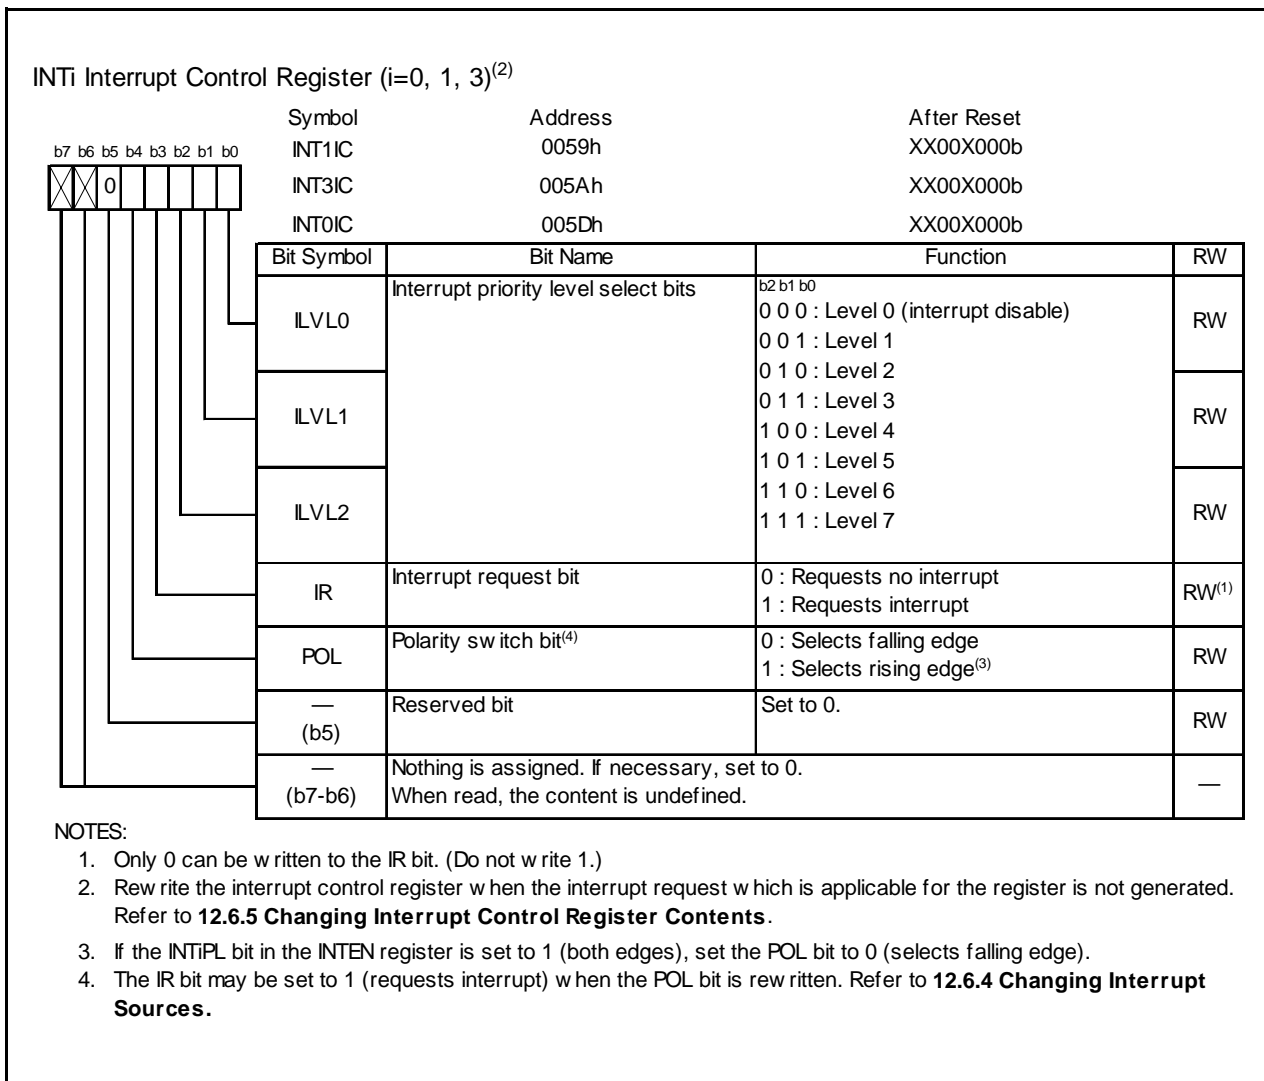 INTi Interrupt Control Register (i=0, 1, 3)(2)
Symbol Address After Reset
b7 b6 b5 b4 b3 b2 b1 b0 INT1IC 0059h XX00X000b
0 INT3IC 005Ah XX00X000b
INT0IC 005Dh XX00X000b
Bit Symbol Bit Name Function RW
ILVL0 Interrupt priority level select bits b2 b1 b0
0 0 0 : Level 0 (interrupt disable) RW
0 0 1 : Level 1
0 1 0 : Level 2
ILVL1 0 1 1 : Level 3 RW
1 0 0 : Level 4
1 0 1 : Level 5
1 1 0 : Level 6
ILVL2 1 1 1 : Level 7 RW
IR Interrupt request bit 0 : Requests no interrupt RW(1)
1 : Requests interrupt
POL Polarity switch bit(4) 0 : Selects falling edge RW
1 : Selects rising edge(3)
— Reserved bit Set to 0. RW
(b5)
— Nothing is assigned. If necessary, set to 0. —
(b7-b6) When read, the content is undefined.
NOTES:
1. Only 0 can be written to the IR bit. (Do not write 1.)
2. Rewrite the interrupt control register when the interrupt request which is applicable for the register is not generated.
Refer to 12.6.5 Changing Interrupt Control Register Contents.
3. If the INTiPL bit in the INTEN register is set to 1 (both edges), set the POL bit to 0 (selects falling edge).
4. The IR bit may be set to 1 (requests interrupt) when the POL bit is rewritten. Refer to 12.6.4 Changing Interrupt
Sources.